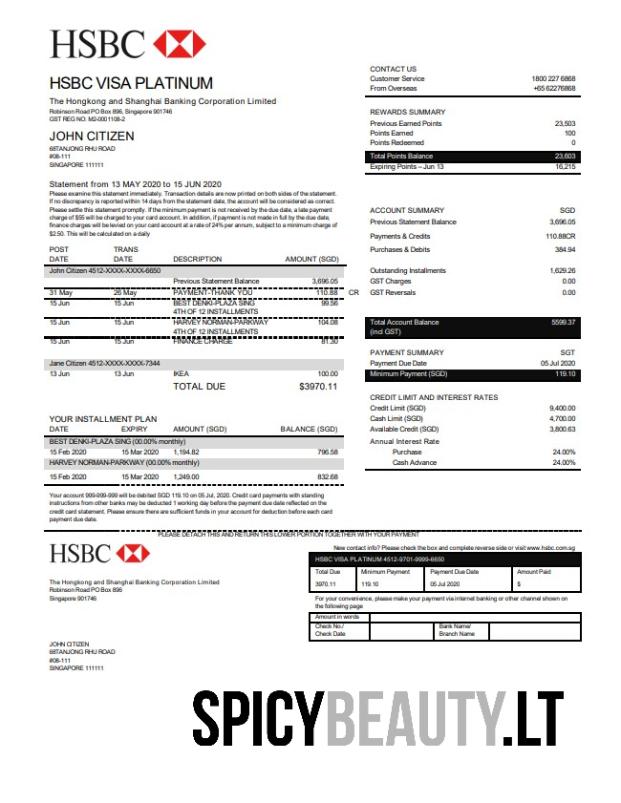 HSBC
HSBC VISA PLATINUM
The Hongkong and Shanghai Banking Corporation Limited
Robinson Road PO Box 896, Singapore 901746
GST REG NO. M2-0001108-2
JOHN CITIZEN
68TANJONG RHU ROAD
#08-111
SINGAPORE 111111
Statement from 13 MAY 2020 to 15 JUN 2020
Please examine this statement immediately. Transaction details are now printed on both sides of the statement.
If no discrepancy is reported within 14 days from the statement date, the account will be considered as correct.
Please settle this statement promptly. If the minimum payment is not received by the due date, a late payment
charge of $55 will be charged to your card account. In addition, if payment is not made in full by the due date,
finance charges will be levied on your card account at a rate of 24% per annum, subject to a minimum charge of
$2.50. This will be calculated on a daily
POST DATE TRANS DATE DESCRIPTION AMOUNT (SGD)
John Citizen 4512-XXXX-XXXX-6650
Previous Statement Balance 3,696.05
31 May 26 May PAYMENT-THANK YOU 110.88 CR
15 Jun 15 Jun BEST DENKI-PLAZA SING 99.56
4TH OF 12 INSTALLMENTS
15 Jun 15 Jun HARVEY NORMAN-PARKWAY 104.08
4TH OF 12 INSTALLMENTS
15 Jun 15 Jun FINANCE CHARGE 81.30
Jane Citizen 4512-XXXX-XXXX-7344
13 Jun 13 Jun IKEA 100.00
TOTAL DUE $3970.11
YOUR INSTALLMENT PLAN
DATE EXPIRY AMOUNT (SGD) BALANCE (SGD)
BEST DENKI-PLAZA SING (00.00% monthly)
15 Feb 2020 15 Mar 2020 1,194.82 796.58
HARVEY NORMAN-PARKWAY (00.00% monthly)
15 Feb 2020 15 Mar 2020 1,249.00 832.68
Your account 999-999-999 will be debited SGD 119.10 on 05 Jul, 2020. Credit card payments with standing
instructions from other banks may be deducted 1 working day before the payment due date reflected on the
credit card statement. Please ensure there are sufficient funds in your account for deduction before each card
payment due date.
CONTACT US
Customer Service 1800 227 6868
From Overseas +65 62276868
REWARDS SUMMARY
Previous Earned Points 23,503
Points Earned 100
Points Redeemed 0
Total Points Balance 23,603
Expiring Points – Jun 13 16,215
ACCOUNT SUMMARY SGD
Previous Statement Balance 3,696.05
Payments & Credits 110.88CR
Purchases & Debits 384.94
Outstanding Installments 1,629.26
GST Charges 0.00
GST Reversals 0.00
Total Account Balance 5599.37
(incl GST)
PAYMENT SUMMARY SGT
Payment Due Date 05 Jul 2020
Minimum Payment (SGD) 119.10
CREDIT LIMIT AND INTEREST RATES
Credit Limit (SGD) 9,400.00
Cash Limit (SGD) 4,700.00
Available Credit (SGD) 3,800.63
Annual Interest Rate
Purchase 24.00%
Cash Advance 24.00%
PLEASE DETACH THIS AND RETURN THIS LOWER PORTION TOGETHER WITH YOUR PAYMENT
HSBC
The Hongkong and Shanghai Banking Corporation Limited
Robinson Road PO Box 896
Singapore 901746
JOHN CITIZEN
68TANJONG RHU ROAD
#08-111
SINGAPORE 111111
New contact info? Please check the box and complete reverse side or visit www.hsbc.com.sg
HSBC VISA PLATINUM 4512-9701-9999-6650
Total Due Minimum Payment Payment Due Date Amount Paid
3970.11 119.10 05 Jul 2020 $
For your convenience, please make your payment via internet banking or other channel shown on
the following page
Amount in words
Check No./ Bank Name/
Check Date Branch Name
SPICYBEAUTY.LT